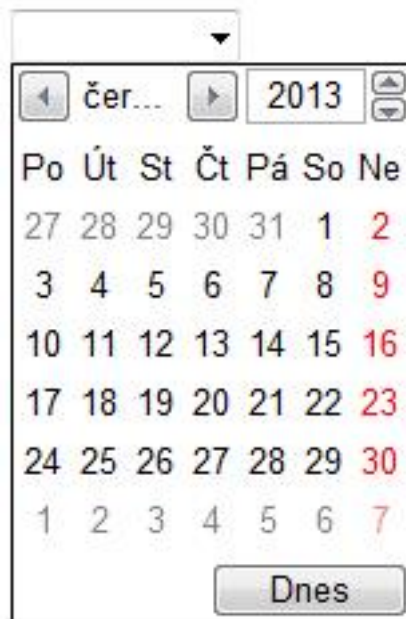 čer... 2013
Po Út St Čt Pá So Ne
27 28 29 30 31 1 2
3 4 5 6 7 8 9
10 11 12 13 14 15 16
17 18 19 20 21 22 23
24 25 26 27 28 29 30
1 2 3 4 5 6 7
Dnes